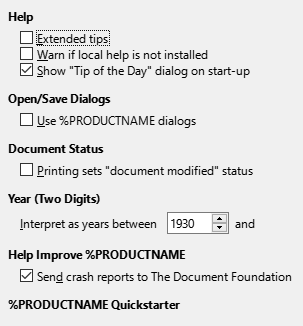 Help
Extended tips
Warn if local help is not installed
Show "Tip of the Day" dialog on start-up
Open/Save Dialogs
Use %PRODUCTNAME dialogs
Document Status
Printing sets "document modified" status
Year (Two Digits)
Interpret as years between 1930 and
Help Improve %PRODUCTNAME
Send crash reports to The Document Foundation
%PRODUCTNAME Quickstarter